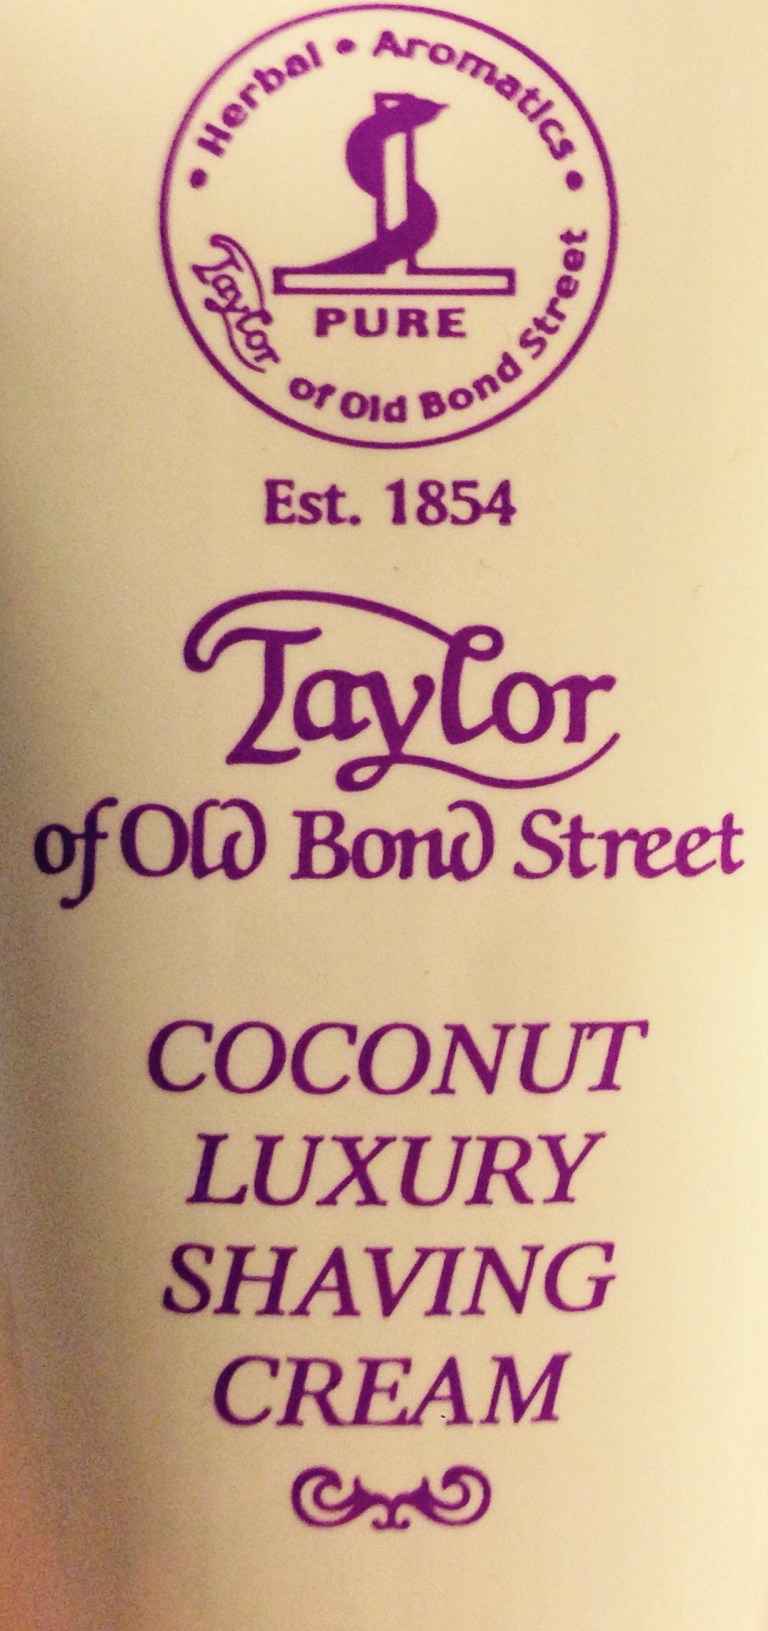 • Herbal • Aromatics •
PURE
Taylor of Old Bond Street
Est. 1854
Taylor
of Old Bond Street
COCONUT
LUXURY
SHAVING
CREAM